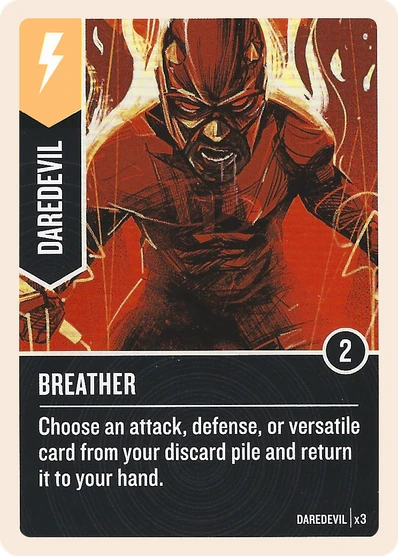 DAREDEVIL
2
BREATHER
Choose an attack, defense, or versatile
card from your discard pile and return
it to your hand.
DAREDEVIL | x3